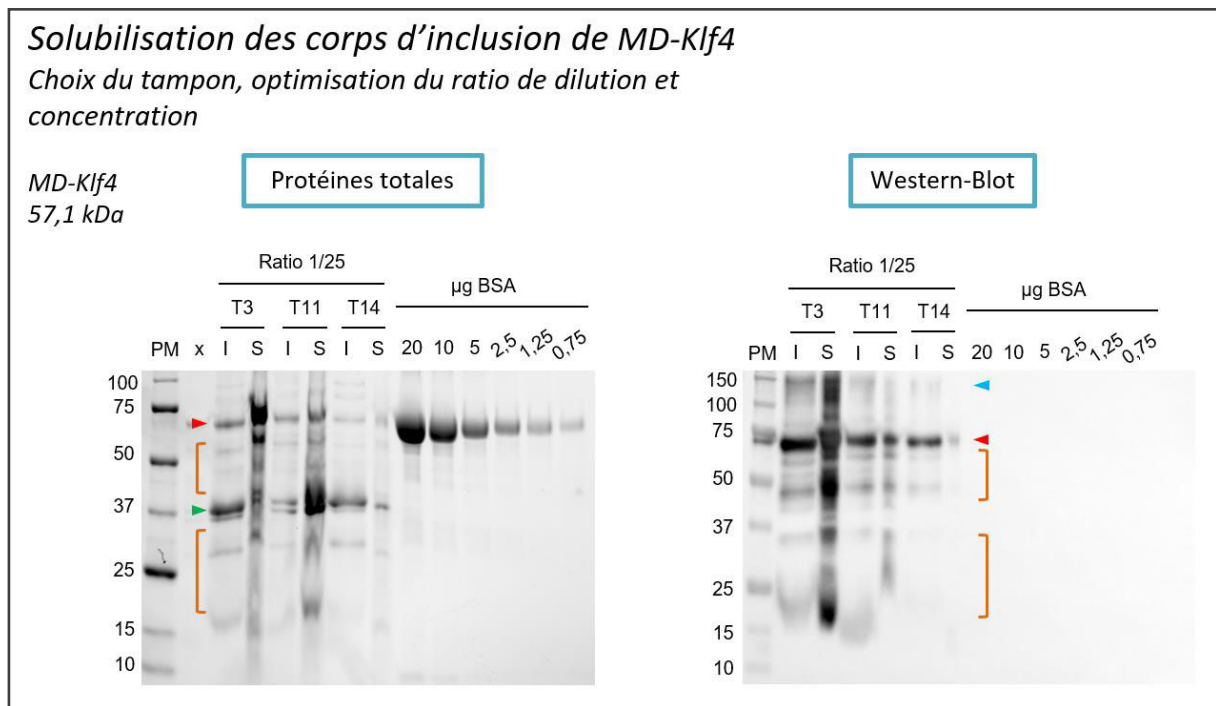 Solubilisation des corps d'inclusion de MD-Klf4
Choix du tampon, optimisation du ratio de dilution et
concentration
MD-Klf4
57,1 kDa
Protéines totales
Ratio 1/25
T3 T11 T14
µg BSA
PM x I S I S I S 20 10 5 2,5 1,25 0,75
100
75
50
37
25
15
10
Western-Blot
Ratio 1/25
T3 T11 T14
µg BSA
PM I S I S I S 20 10 5 2,5 1,25 0,75
150
100
75
50
37
25
15
10